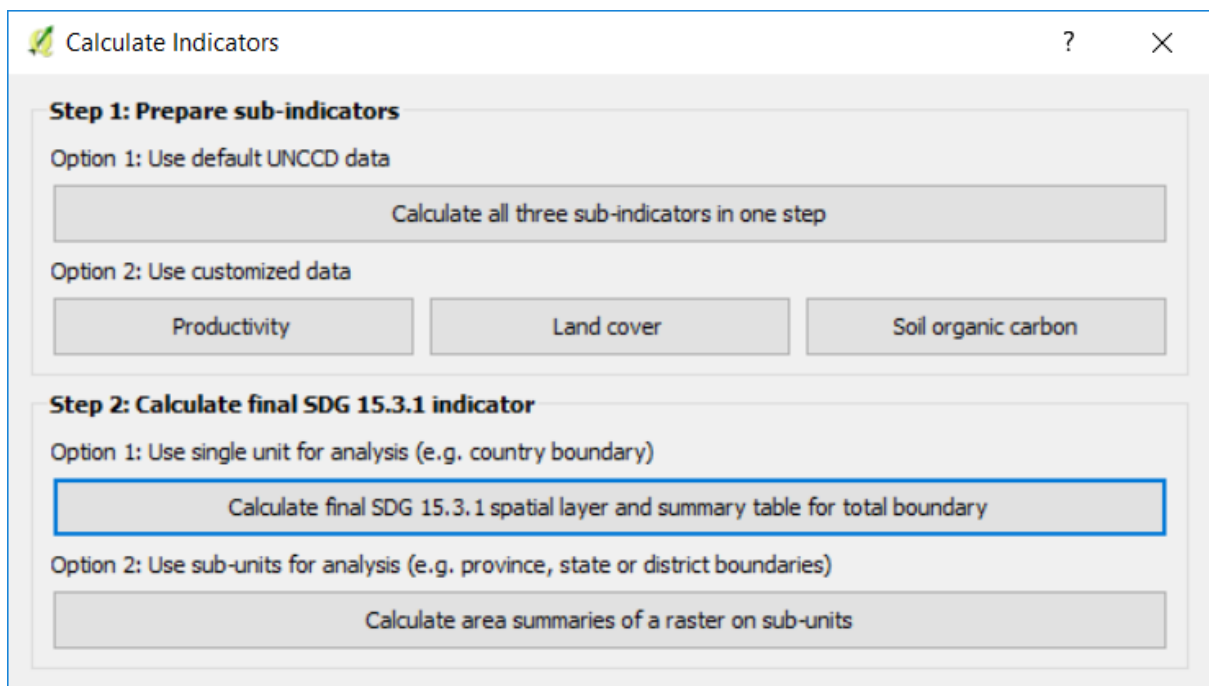 Calculate Indicators
?
Step 1: Prepare sub-indicators
Option 1: Use default UNCCD data
Calculate all three sub-indicators in one step
Option 2: Use customized data
Productivity
Land cover
Soil organic carbon
Step 2: Calculate final SDG 15.3.1 indicator
Option 1: Use single unit for analysis (e.g. country boundary)
Calculate final SDG 15.3.1 spatial layer and summary table for total boundary
Option 2: Use sub-units for analysis (e.g. province, state or district boundaries)
Calculate area summaries of a raster on sub-units